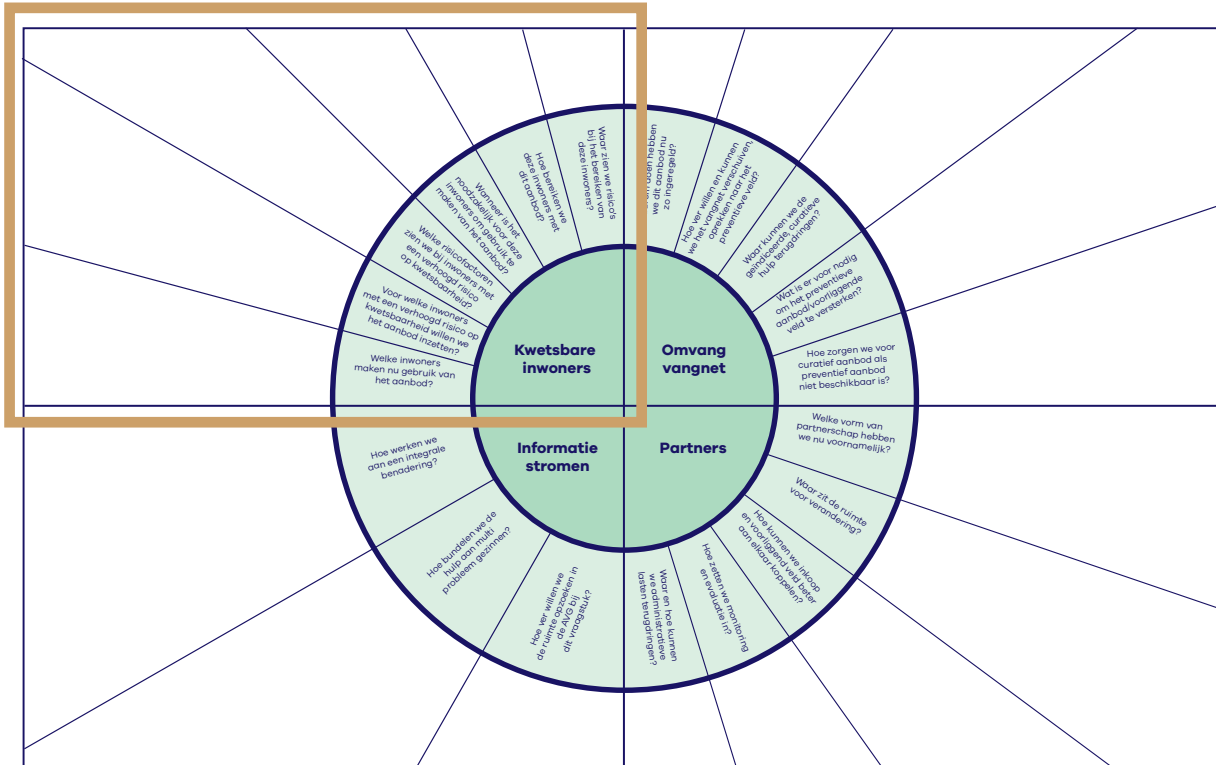 Kwetsbare
inwoners
Welke inwoners
maken nu gebruik van
het aanbod?
Voor welke inwoners
met een verhoogd risico op
kwetsbaarheid willen we
het aanbod inzetten?
Welke risicofactoren
zien we bij inwoners met
een verhoogd risico
op kwetsbaarheid?
Wanneer is het
noodzakelijk voor deze
inwoners om gebruik te
maken van het aanbod?
Hoe bereiken we
deze inwoners met
dit aanbod?
Waar zien we risico's
bij het bereiken van
deze inwoners?
Omvang
vangnet
doen hebben
we dit aanbod nu
zo ingeregeld?
Hoe ver willen en kunnen
we het vangnet verschuiven,
oprekken naar het
preventieve veld?
Waar kunnen we de
geïndiceerde, curatieve
hulp terugdringen?
Wat is er voor nodig
om het preventieve
aanbod/voorliggende
veld te versterken?
Hoe zorgen we voor
curatief aanbod als
preventief aanbod
niet beschikbaar is?
Partners
Welke vorm van
partnerschap hebben
we nu voornamelijk?
Waar zit de ruimte
voor verandering?
Hoe kunnen we inkoop
en voorliggend veld beter
aan elkaar koppelen?
Hoe zetten we monitoring
en evaluatie in?
Waar en hoe kunnen
we administratieve
lasten terugdringen?
Informatie
stromen
Hoe ver willen we
de ruimte opzoeken in
de AVG bij
dit vraagstuk?
Hoe bundelen we de
hulp aan multi-
probleem gezinnen?
Hoe werken we
aan een integrale
benadering?